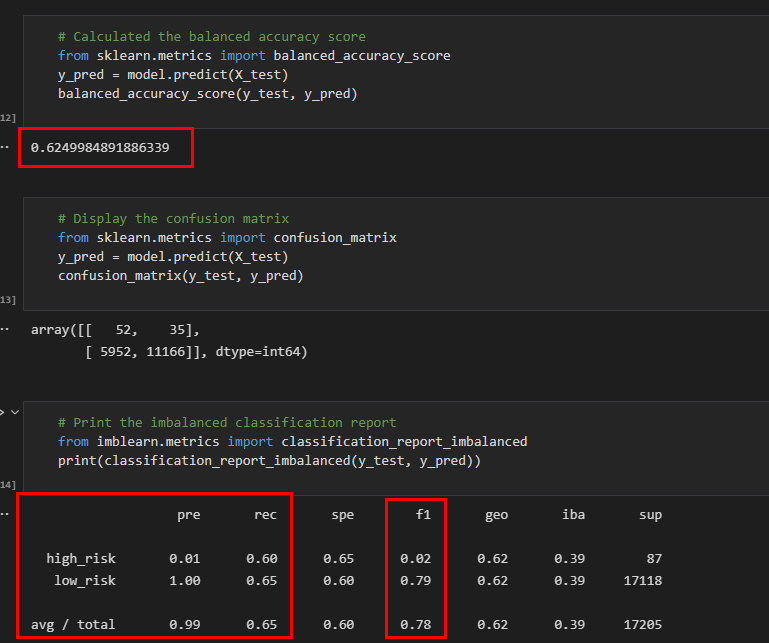 # Calculated the balanced accuracy score
from sklearn.metrics import balanced_accuracy_score
y_pred = model.predict(X_test)
balanced_accuracy_score(y_test, y_pred)
12]
0.6249984891886339
# Display the confusion matrix
from sklearn.metrics import confusion_matrix
y_pred = model.predict(X_test)
confusion_matrix(y_test, y_pred)
13]
array([[   52,    35],
       [ 5952, 11166]], dtype=int64)
# Print the imbalanced classification report
from imblearn.metrics import classification_report_imbalanced
print(classification_report_imbalanced(y_test, y_pred))
14]
pre rec spe f1 geo iba sup
high_risk 0.01 0.60 0.65 0.02 0.62 0.39 87
low_risk 1.00 0.65 0.60 0.79 0.62 0.39 17118
avg / total 0.99 0.65 0.60 0.78 0.62 0.39 17205